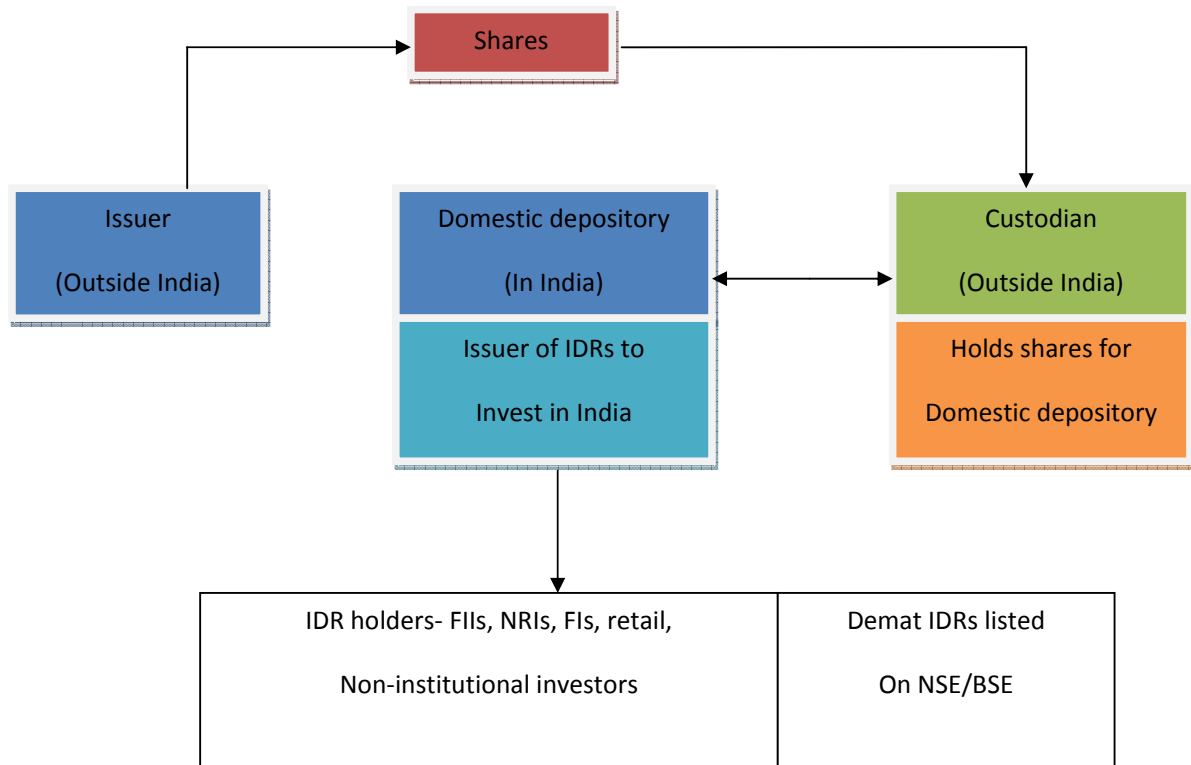 Shares
Issuer
(Outside India)
Domestic depository
(In India)
Issuer of IDRs to
Invest in India
Custodian
(Outside India)
Holds shares for
Domestic depository
IDR holders- FIIs, NRIs, FIs, retail,
Non-institutional investors
Demat IDRs listed
On NSE/BSE